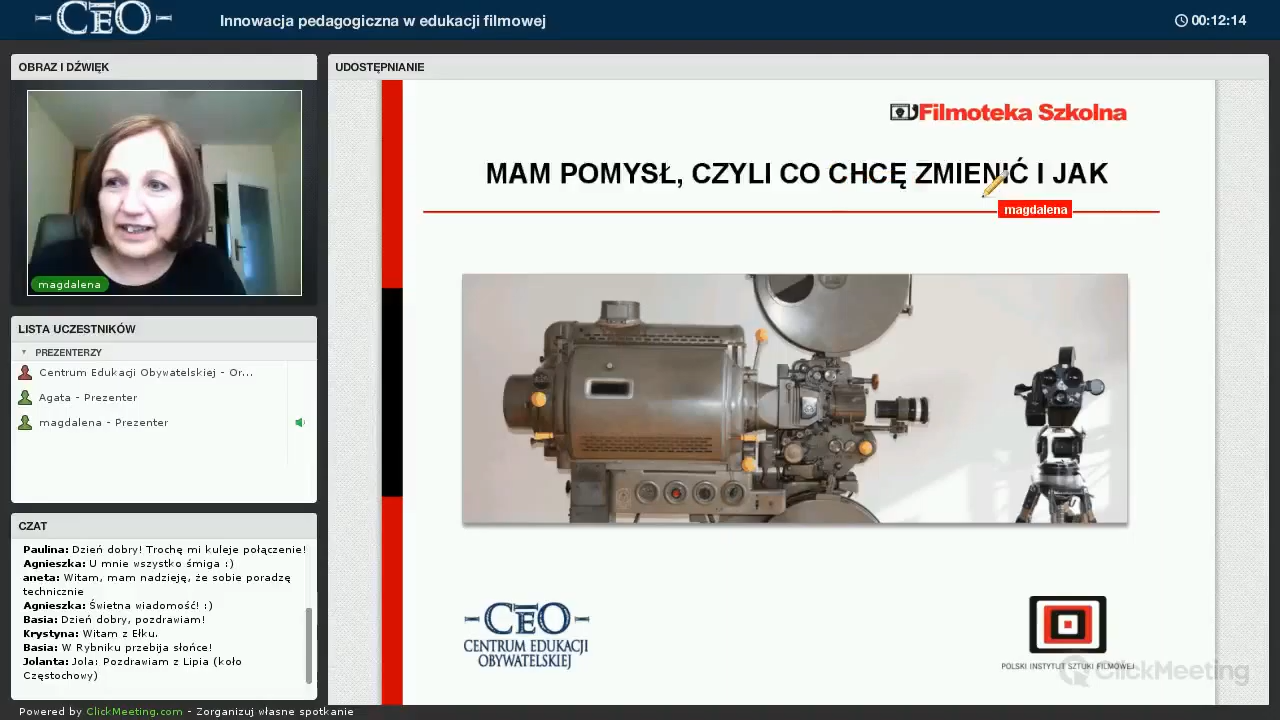 CEO
Innowacja pedagogiczna w edukacji filmowej
00:12:14
OBRAZ I DŹWIĘK
magdalena
LISTA UCZESTNIKÓW
PREZENTERZY
Centrum Edukacji Obywatelskiej - Or...
Agata - Prezenter
magdalena - Prezenter
CZAT
Paulina: Dzień dobry! Trochę mi kuleje połączenie!
Agnieszka: U mnie wszystko śmiga :)
aneta: Witam, mam nadzieję, że sobie poradzę
technicznie .
Agnieszka: Świetna wiadomość! :)
Basia: Dzień dobry, pozdrawiam!
Krystyna: Witam z Ełku.
Basia: W Rybniku przebija słońce!
Jolanta: Jola: Pozdrawiam z Lipia (koło
Częstochowy)
Powered by ClickMeeting.com - Zorganizuj własne spotkanie
UDOSTĘPNIANIE
Filmoteka Szkolna
MAM POMYSŁ, CZYLI CO CHCĘ ZMIENIĆ I JAK
magdalena
CEO
CENTRUM EDUKACJI
OBYWATELSKIEJ
POLSKI INSTYTUT SZTUKI FILMOWEJ
ClickMeeting